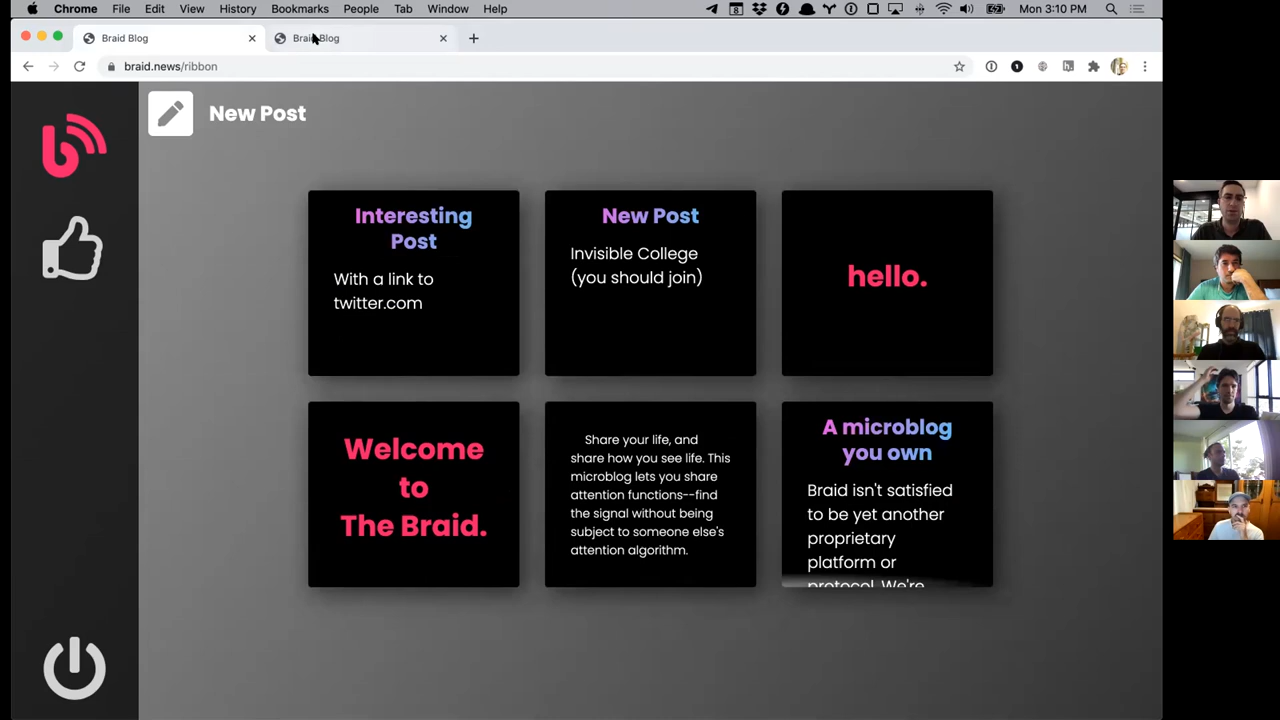 Chrome File Edit View History Bookmarks People Tab Window Help
8
Mon 3:10 PM
Braid Blog
Braid Blog
braid.news/ribbon
New Post
Interesting
Post
With a link to
twitter.com
New Post
Invisible College
(you should join)
hello.
Welcome
to
The Braid.
Share your life, and
share how you see life. This
microblog lets you share
attention functions--find
the signal without being
subject to someone else's
attention algorithm.
A microblog
you own
Braid isn't satisfied
to be yet another
proprietary
platform or
protocol. We're